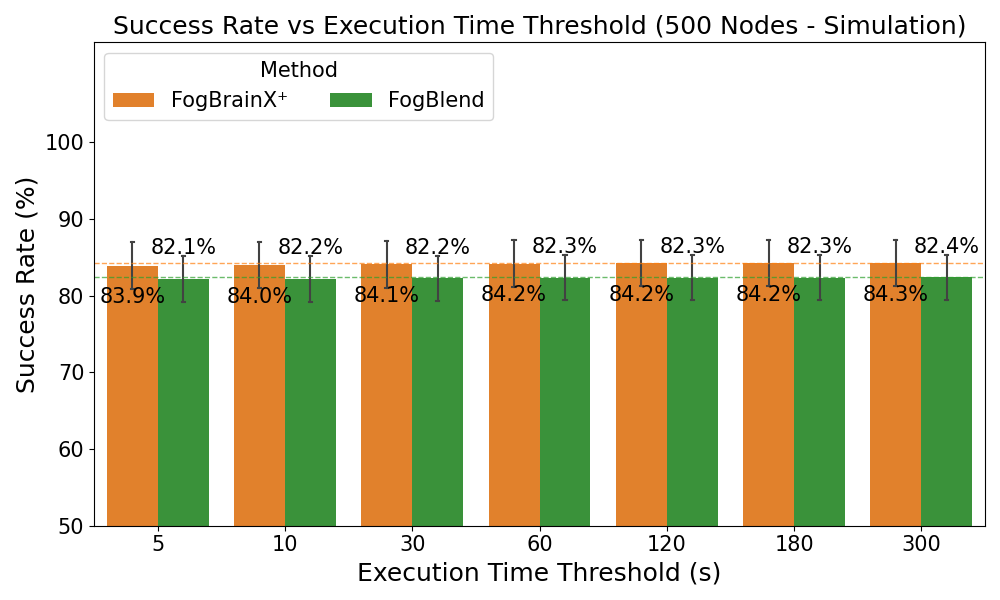 Success Rate vs Execution Time Threshold (500 Nodes - Simulation)
Method
FogBrainX⁺ FogBlend
Success Rate (%)
100
90
80
70
60
50
82.1% 82.2% 82.2% 82.3% 82.3% 82.3% 82.4%
83.9% 84.0% 84.1% 84.2% 84.2% 84.2% 84.3%
5 10 30 60 120 180 300
Execution Time Threshold (s)